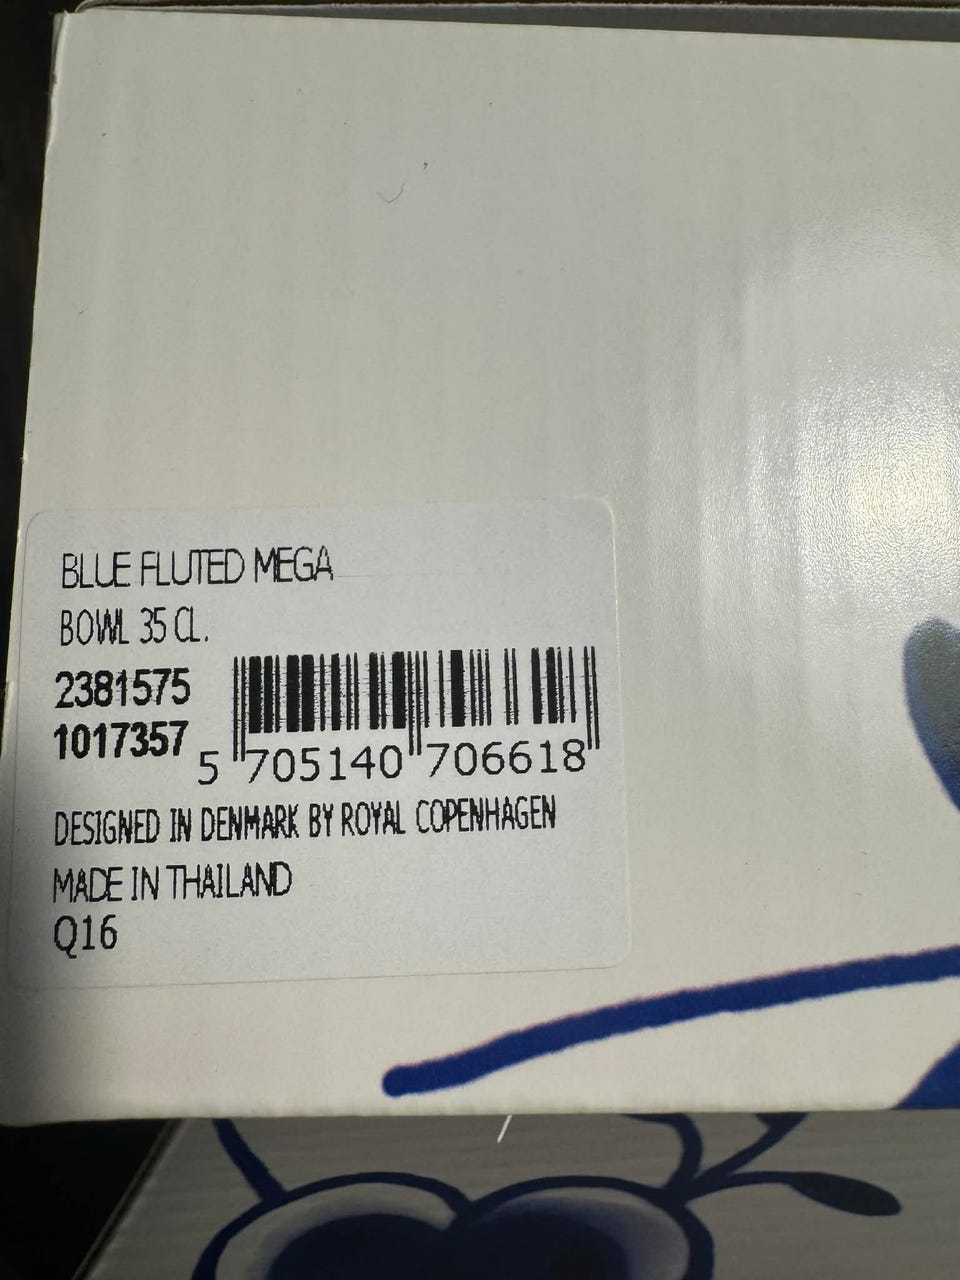 BLUE FLUTED MEGA
BOWL 35 CL.
2381575
1017357
5 705140 706618
DESIGNED IN DENMARK BY ROYAL COPENHAGEN
MADE IN THAILAND
Q16